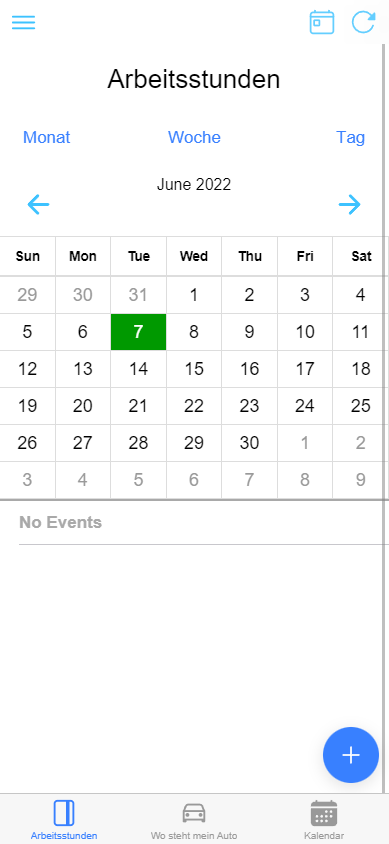 Arbeitsstunden
Monat Woche Tag
June 2022
Sun Mon Tue Wed Thu Fri Sat
29 30 31 1 2 3 4
5 6 7 8 9 10 11
12 13 14 15 16 17 18
19 20 21 22 23 24 25
26 27 28 29 30 1 2
3 4 5 6 7 8 9
No Events
Arbeitsstunden Wo steht mein Auto Kalendar